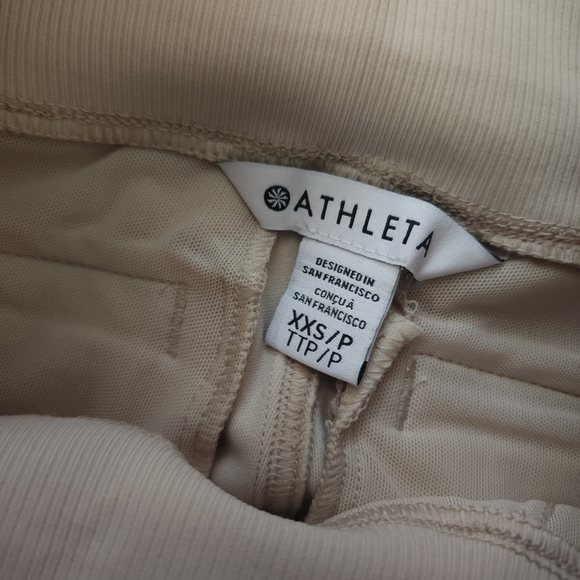 ATHLETA
DESIGNED IN
SAN FRANCISCO
CONÇU À
SAN FRANCISCO
XXS/P
TTP/P